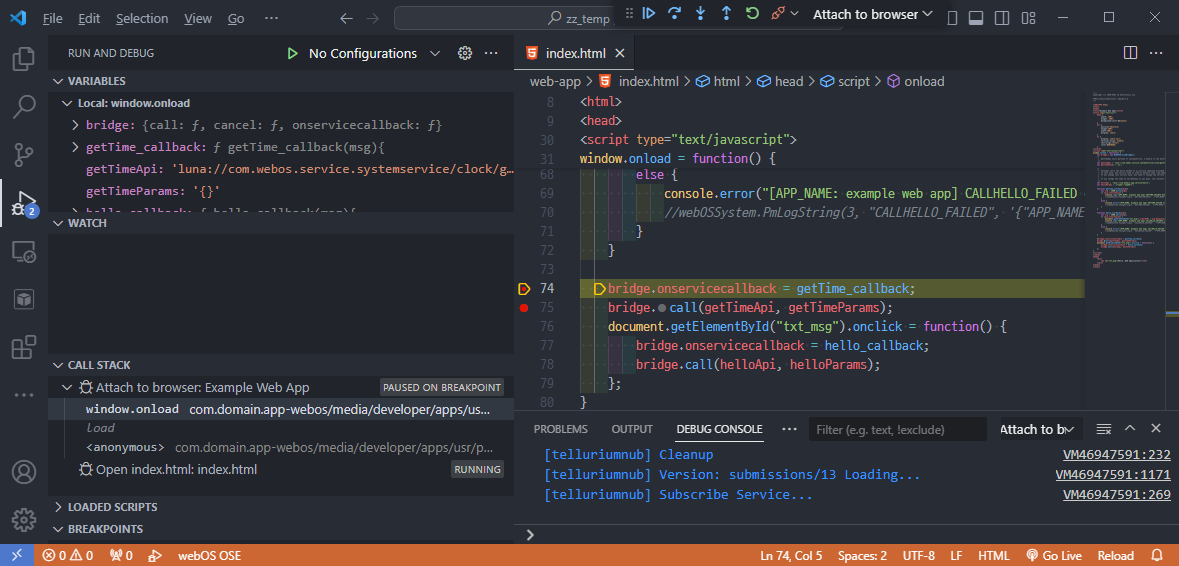 File Edit Selection View Go ··· zz_temp Attach to browser
RUN AND DEBUG No Configurations ···
index.html
web-app > index.html > html > head > script > onload
VARIABLES
Local: window.onload
bridge: {call: ƒ, cancel: ƒ, onservicecallback: ƒ}
getTime_callback: ƒ getTime_callback(msg){
getTimeApi: 'luna://com.webos.service.systemservice/clock/g…
getTimeParams: '{}'
hello_callback: ƒ hello_callback(msg){
WATCH
CALL STACK
Attach to browser: Example Web App PAUSED ON BREAKPOINT
window.onload com.domain.app-webos/media/developer/apps/us...
load
<anonymous> com.domain.app-webos/media/developer/apps/usr/p...
Open index.html: index.html RUNNING
LOADED SCRIPTS
BREAKPOINTS
2
8 <html>
9 <head>
30 <script type="text/javascript">
31 window.onload = function() {
68 else {
69 console.error("[APP_NAME: example web app] CALLHELLO_FAILED
70 //webOSSystem.PmLogString(3, "CALLHELLO_FAILED", '{"APP_NAME
71 }
72 }
73
74 bridge.onservicecallback = getTime_callback;
75 bridge.call(getTimeApi, getTimeParams);
76 document.getElementById("txt_msg").onclick = function() {
77 bridge.onservicecallback = hello_callback;
78 bridge.call(helloApi, helloParams);
79 };
80 }
PROBLEMS OUTPUT DEBUG CONSOLE ··· Filter (e.g. text, !exclude) Attach to b
[telluriumnub] Cleanup VM46947591:232
[telluriumnub] Version: submissions/13 Loading... VM46947591:1171
[telluriumnub] Subscribe Service... VM46947591:269
0 0 0 webOS OSE Ln 74, Col 5 Spaces: 2 UTF-8 LF HTML Go Live Reload